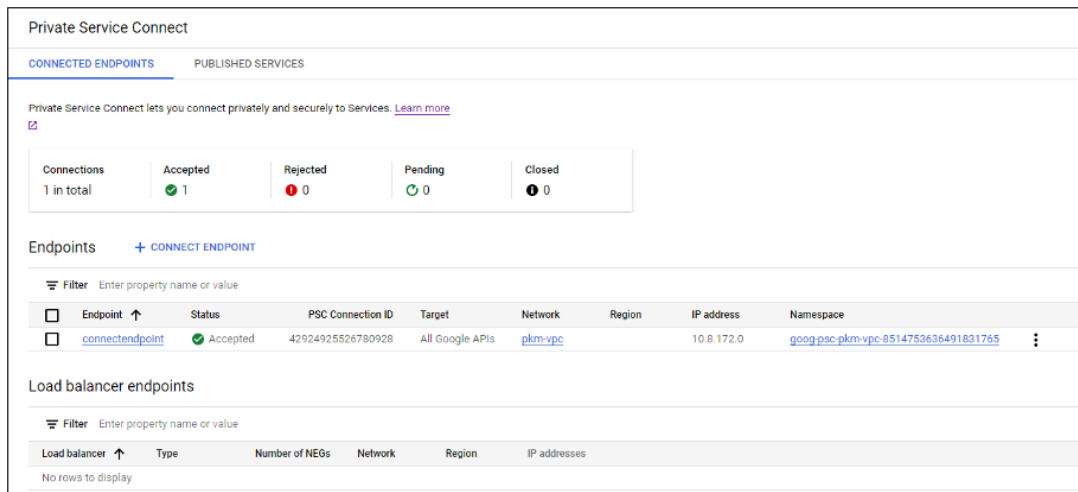 Private Service Connect
CONNECTED ENDPOINTS PUBLISHED SERVICES
Private Service Connect lets you connect privately and securely to Services. Learn more
Connections Accepted Rejected Pending Closed
1 in total 1 0 0 0
Endpoints + CONNECT ENDPOINT
Filter Enter property name or value
Endpoint Status PSC Connection ID Target Network Region IP address Namespace
connectendpoint Accepted 42924925526780928 All Google APIs pkm-vpc 10.8.172.0 goog-psc-pkm-vpc-8514753636491831765
Load balancer endpoints
Filter Enter property name or value
Load balancer Type Number of NEGs Network Region IP addresses
No rows to display